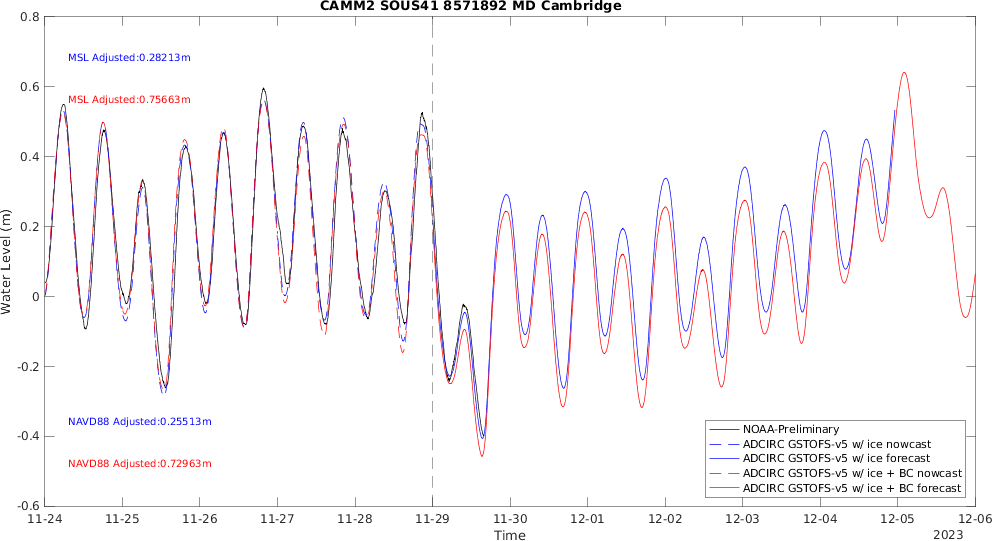 CAMM2 SOUS41 8571892 MD Cambridge
0.8
0.6
0.4
0.2
0
-0.2
-0.4
-0.6
Water Level (m)
MSL Adjusted:0.28213m
MSL Adjusted:0.75663m
NAVD88 Adjusted:0.25513m
NAVD88 Adjusted:0.72963m
NOAA-Preliminary
ADCIRC GSTOFS-v5 w/ ice nowcast
ADCIRC GSTOFS-v5 w/ ice forecast
ADCIRC GSTOFS-v5 w/ ice + BC nowcast
ADCIRC GSTOFS-v5 w/ ice + BC forecast
11-24 11-25 11-26 11-27 11-28 11-29 11-30 12-01 12-02 12-03 12-04 12-05 12-06
Time
2023